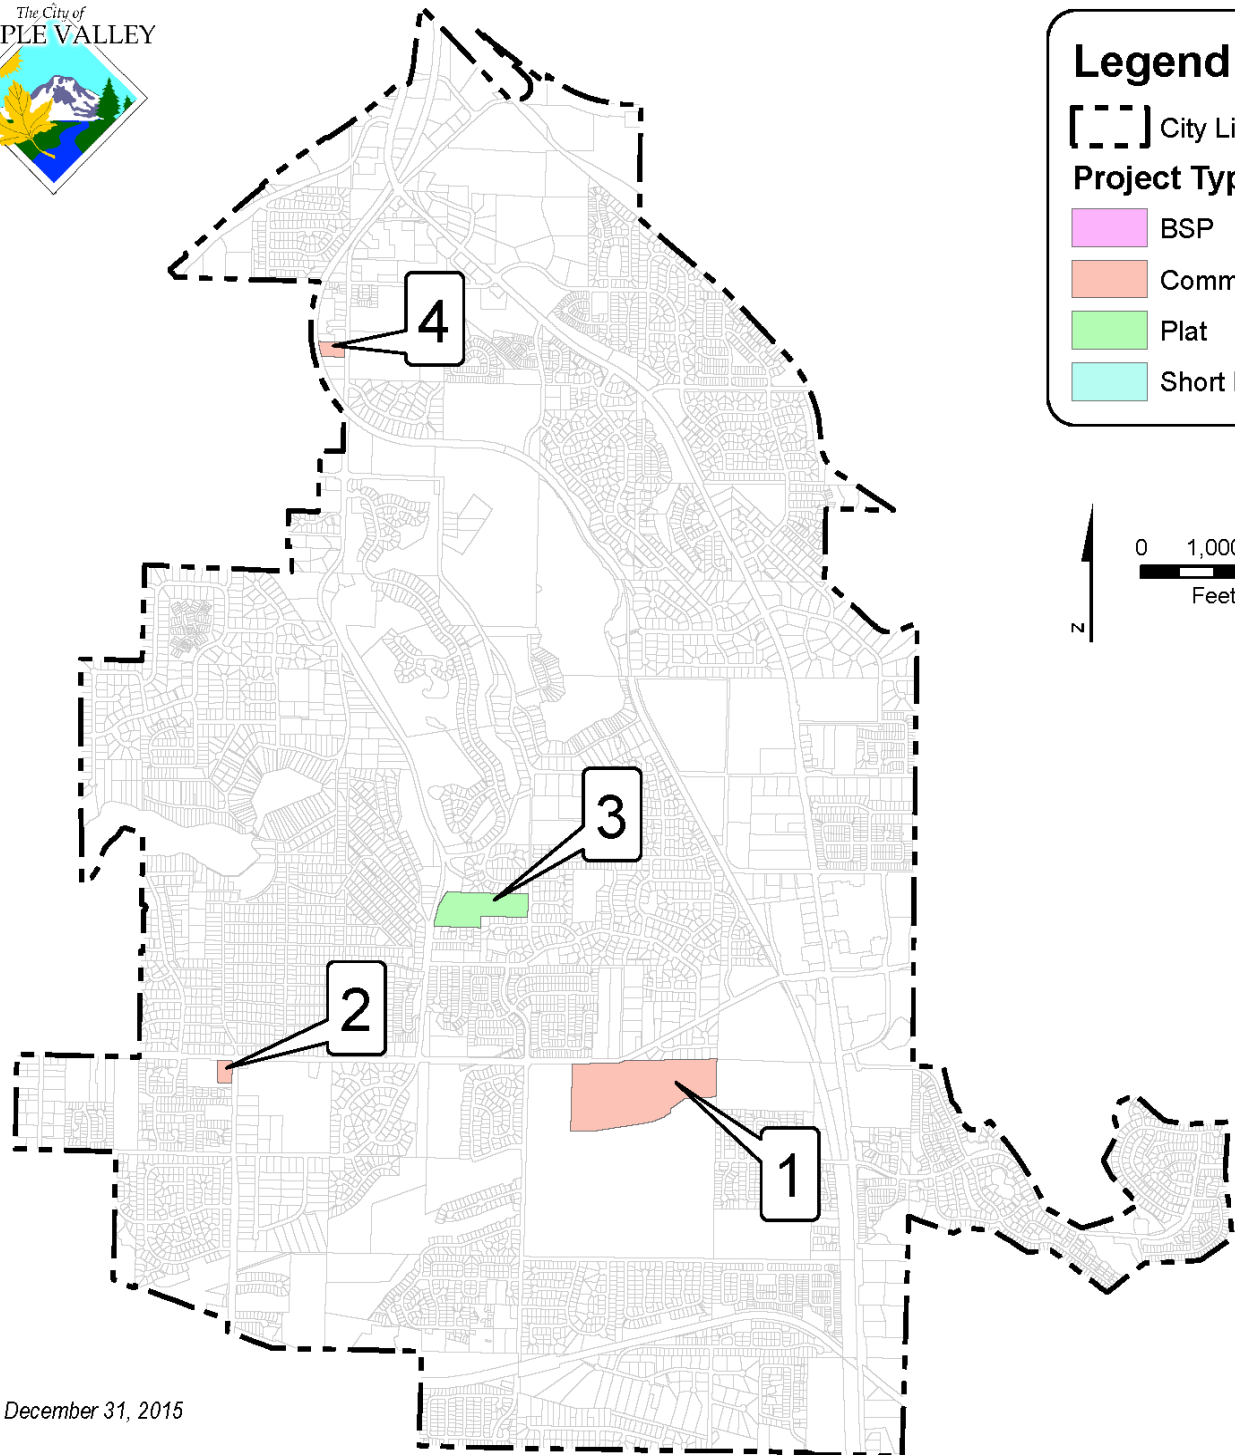 The City of
PLE VALLEY
Legend
City Li
Project Typ
BSP
Comm
Plat
Short
4
0 1,000
Feet
N
3
2
1
December 31, 2015